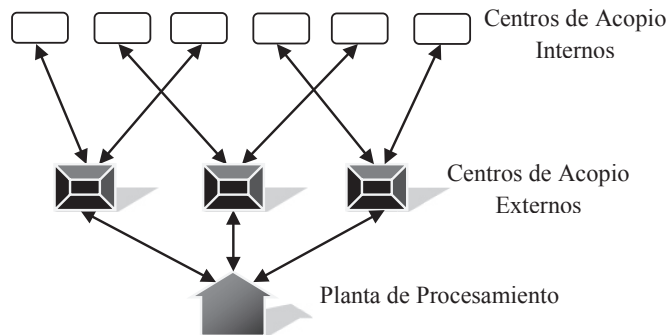 Centros de Acopio
Internos
Centros de Acopio
Externos
Planta de Procesamiento